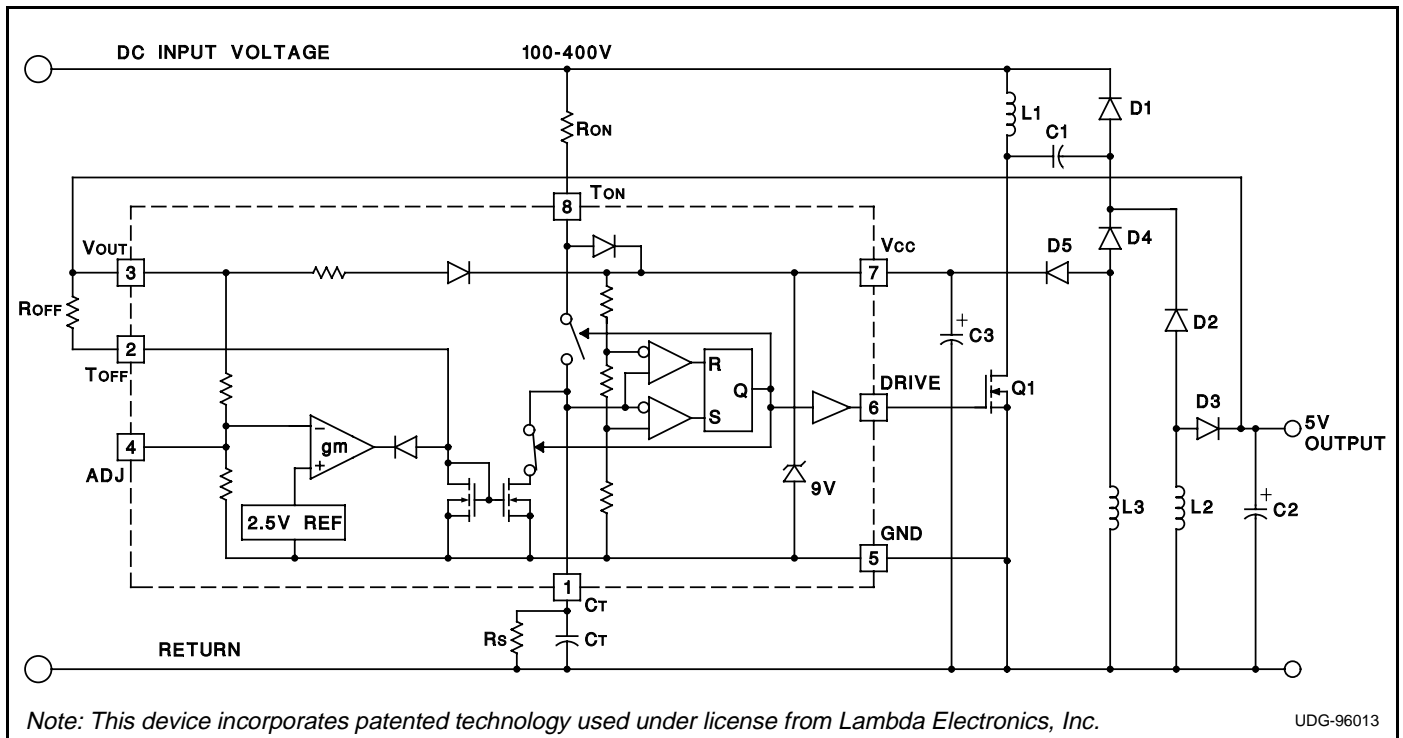 DC INPUT VOLTAGE 100-400V
L1
D1
C1
RON
TON
8
VOUT
3
VCC
7
D5
D4
ROFF
2
TOFF
C3
D2
R
Q
S
DRIVE
6
Q1
D3
5V
OUTPUT
4
ADJ
gm
−
+
2.5V REF
9V
L3
L2
C2
+
+
GND
5
1
CT
RS
CT
RETURN
Note: This device incorporates patented technology used under license from Lambda Electronics, Inc.
UDG-96013